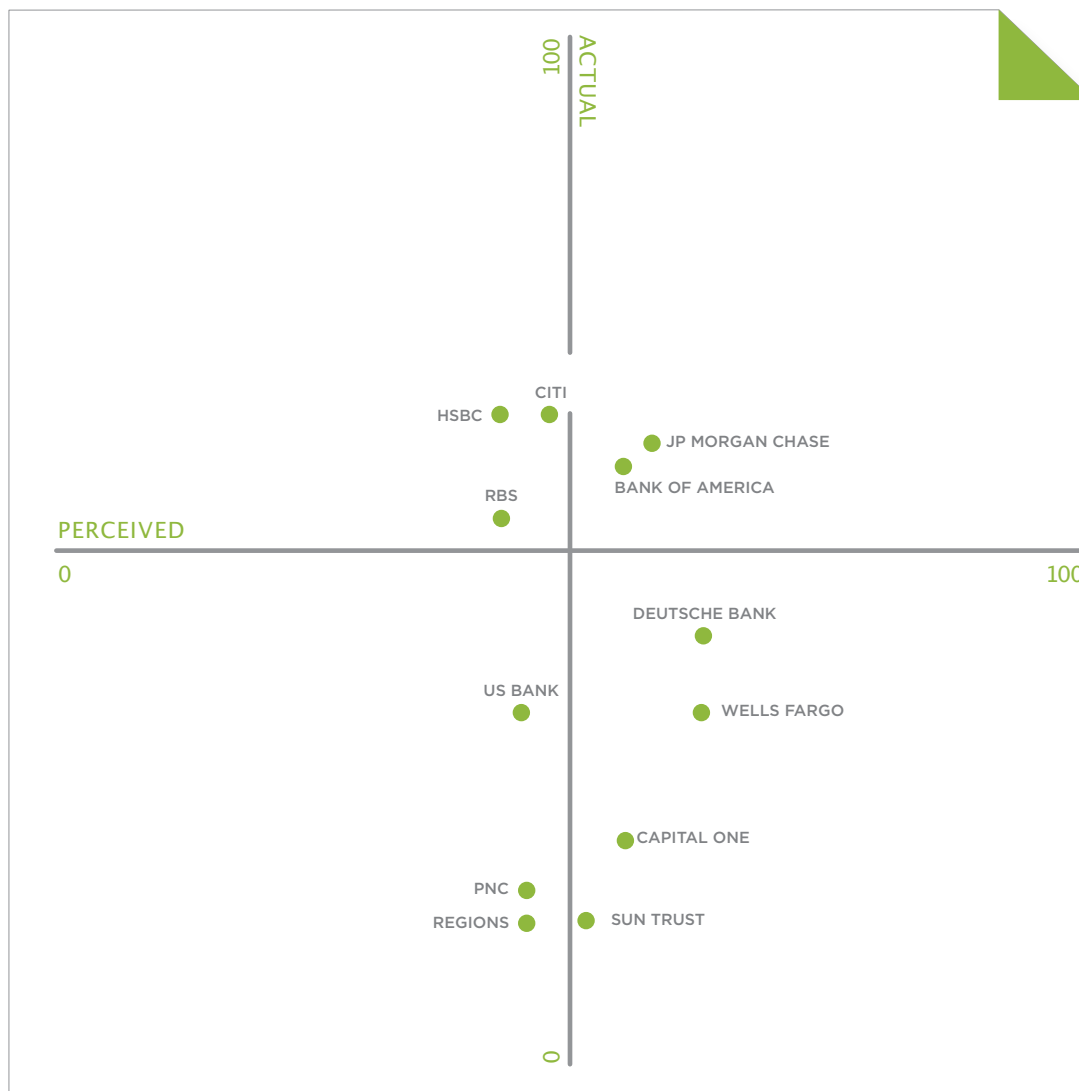 100
ACTUAL
CITI
HSBC
JP MORGAN CHASE
BANK OF AMERICA
RBS
PERCEIVED
0
100
DEUTSCHE BANK
US BANK
WELLS FARGO
CAPITAL ONE
PNC
REGIONS
SUN TRUST
0